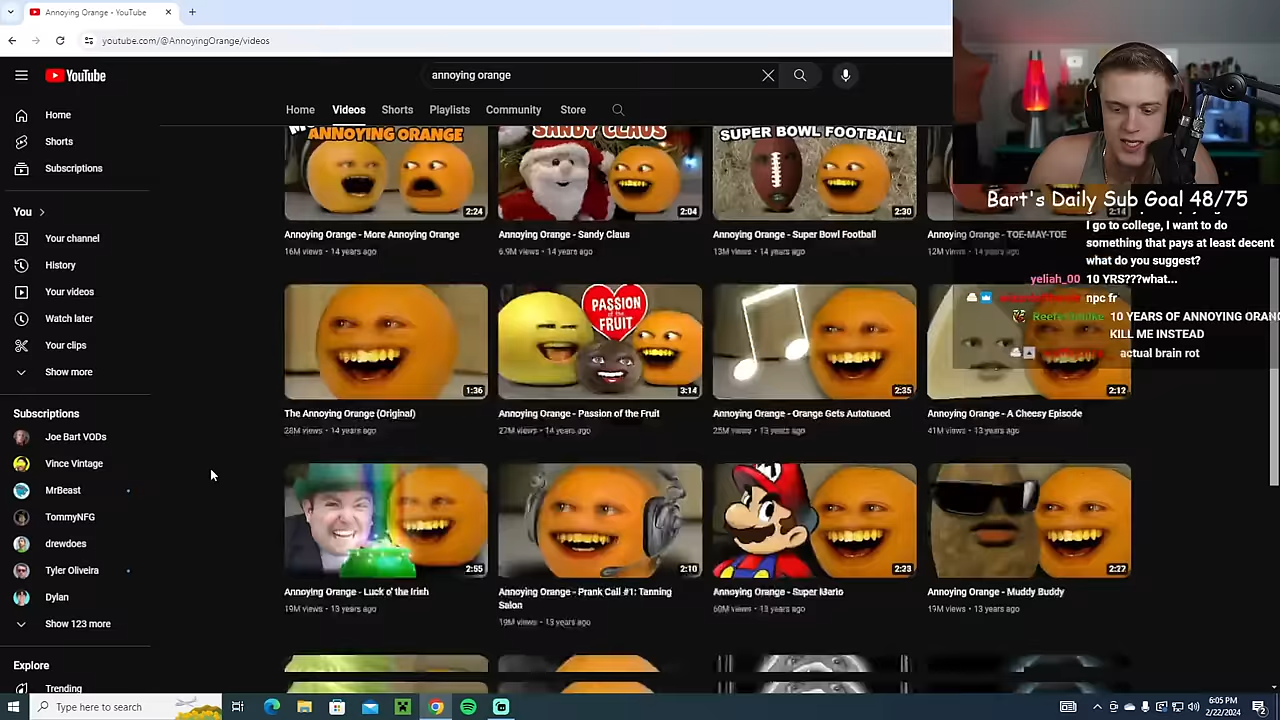 Annoying Orange - YouTube
youtube.com/@AnnoyingOrange/videos
YouTube
annoying orange
Home
Shorts
Subscriptions
You
Your channel
History
Your videos
Watch later
Your clips
Show more
Subscriptions
Joe Bart VODs
Vince Vintage
MrBeast
TommyNFG
drewdoes
Tyler Oliveira
Dylan
Show 123 more
Explore
Trending
Home Videos Shorts Playlists Community Store
ANNOYING ORANGE
2:24
Annoying Orange - More Annoying Orange
16M views • 14 years ago
SANDY CLAUS
2:04
Annoying Orange - Sandy Claus
6.9M views • 14 years ago
SUPER BOWL FOOTBALL
2:30
Annoying Orange - Super Bowl Football
13M views • 14 years ago
2:14
Annoying Orange - TOE-MAY-TOE
12M views • 14 years ago
1:36
The Annoying Orange (Original)
28M views • 14 years ago
PASSION
of the
FRUIT
3:14
Annoying Orange - Passion of the Fruit
27M views • 14 years ago
2:35
Annoying Orange - Orange Gets Autotuned
25M views • 13 years ago
2:12
Annoying Orange - A Cheesy Episode
41M views • 13 years ago
2:55
Annoying Orange - Luck o' the Irish
19M views • 13 years ago
2:10
Annoying Orange - Prank Call #1: Tanning
Salon
19M views • 13 years ago
2:23
Annoying Orange - Super Mario
60M views • 13 years ago
2:27
Annoying Orange - Muddy Buddy
19M views • 13 years ago
Bart's Daily Sub Goal 48/75
I go to college, I want to do
something that pays at least decent
what do you suggest?
yeliah_00 10 YRS???what...
npc fr
10 YEARS OF ANNOYING ORAN
KILL ME INSTEAD
actual brain rot
Type here to search
6:05 PM
2/22/2024